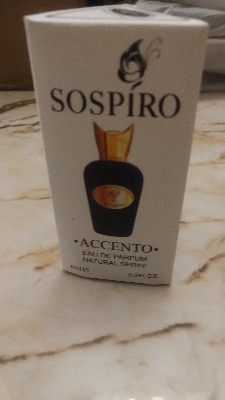 SOSPIRO
•ACCENTO•
EAU DE PARFUM
NATURAL SPRAY